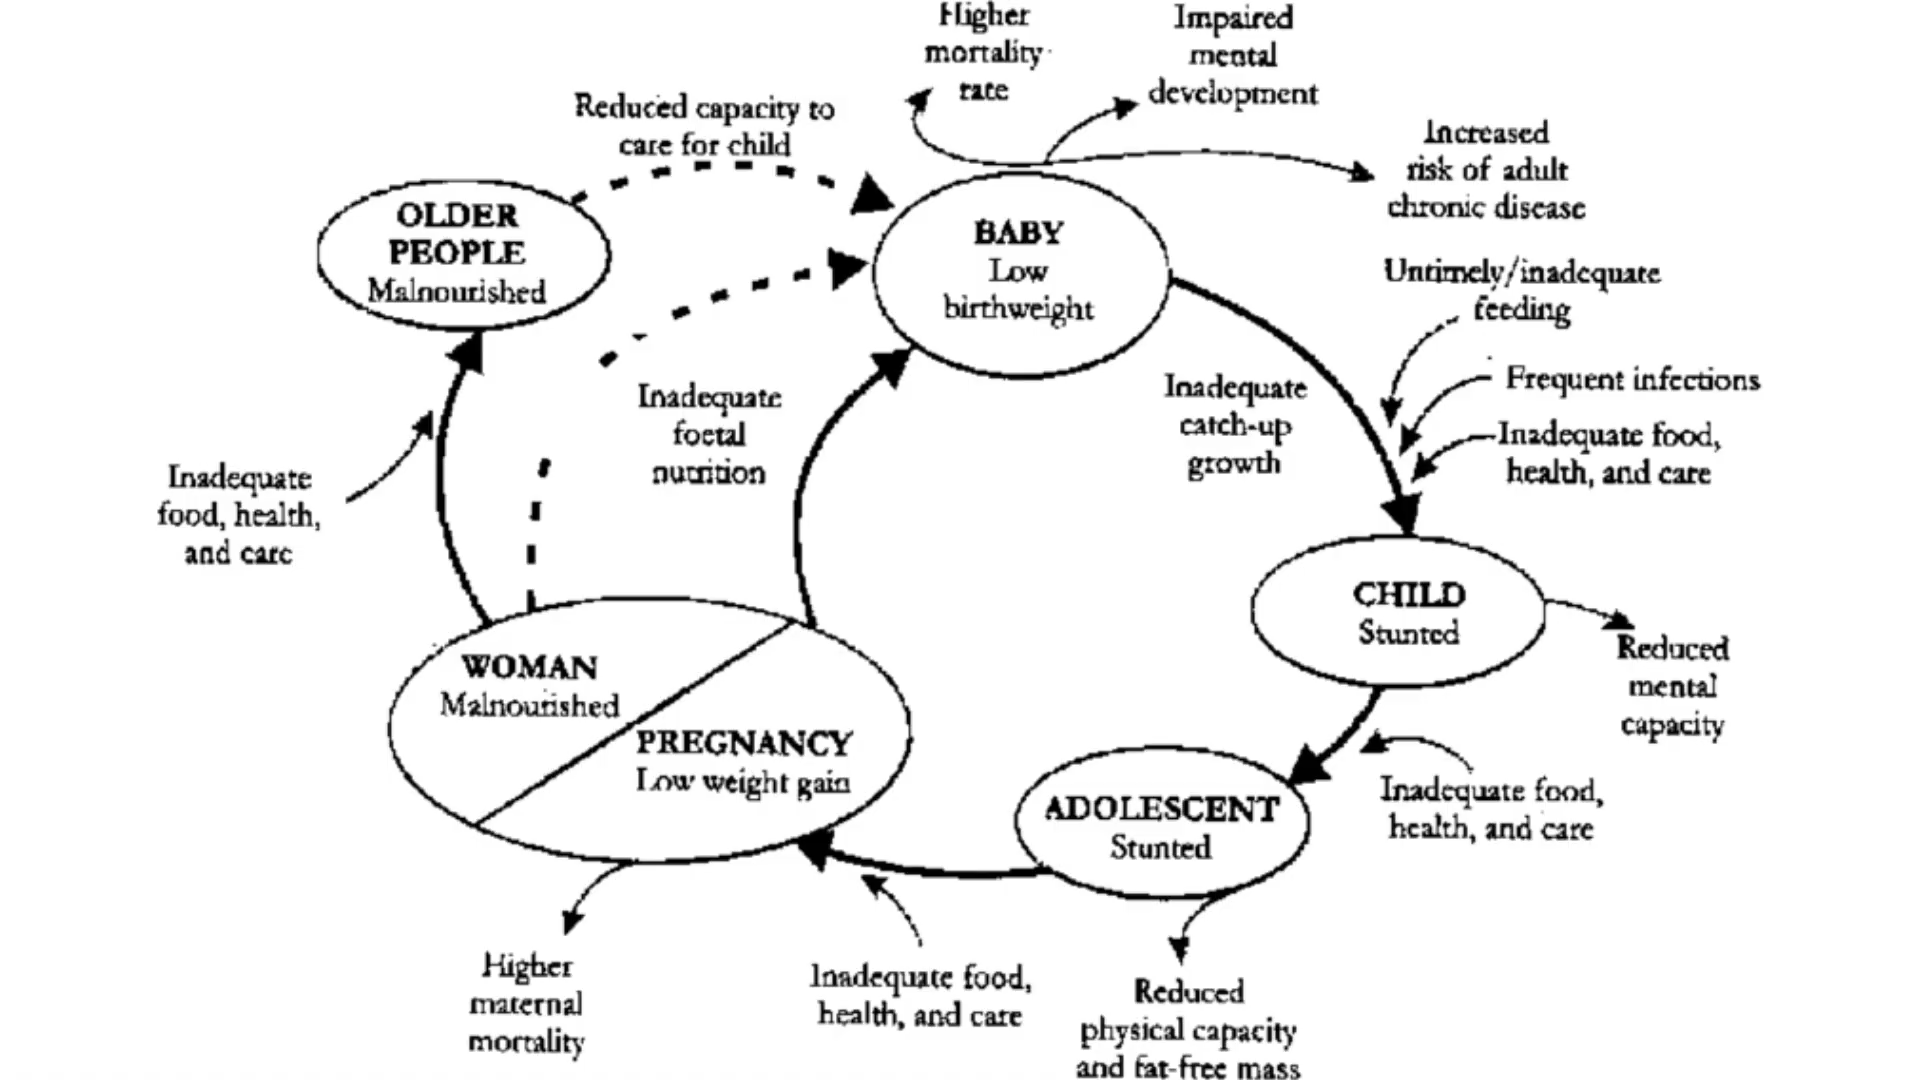 Higher
mortality
rate
Impaired
mental
development
Reduced capacity to
care for child
Increased
risk of adult
chronic disease
OLDER
PEOPLE
Malnourished
BABY
Low
birthweight
Untimely/inadequate
feeding
Frequent infections
Inadequate food,
health, and care
Inadequate
foetal
nutrition
Inadequate
catch-up
growth
Inadequate
food, health,
and care
CHILD
Stunted
Reduced
mental
capacity
WOMAN
Malnourished
PREGNANCY
Low weight gain
ADOLESCENT
Stunted
Inadequate food,
health, and care
Higher
maternal
mortality
Inadequate food,
health, and care
Reduced
physical capacity
and fat-free mass